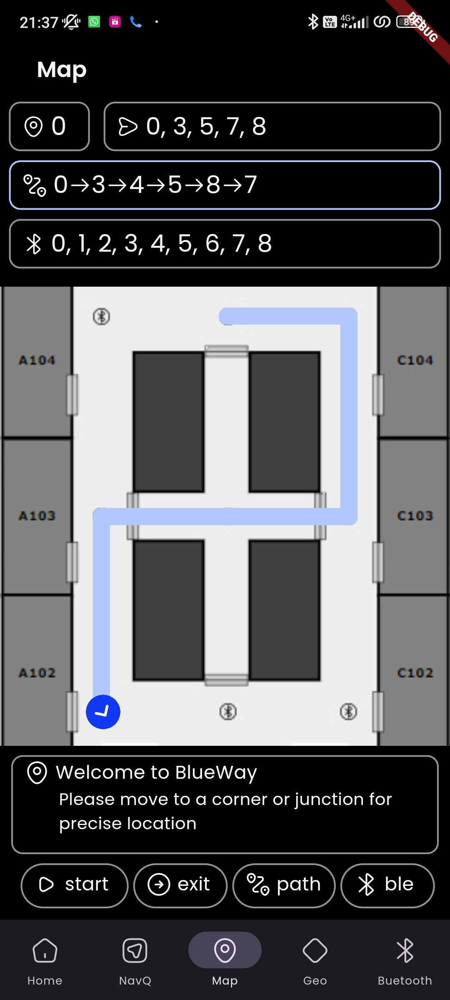 21:37
Vo LTE 4G+ 89
DEBUG
Map
0
0, 3, 5, 7, 8
0→3→4→5→8→7
0, 1, 2, 3, 4, 5, 6, 7, 8
A104
C104
A103
C103
A102
C102
Welcome to BlueWay
Please move to a corner or junction for
precise location
start exit path ble
Home NavQ Map Geo Buetooth